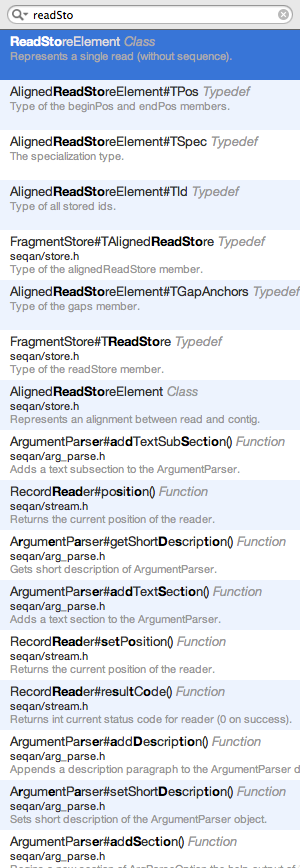 readSto
ReadStoreElement Class
Represents a single read (without sequence).
AlignedReadStoreElement#TPos Typedef
Type of the beginPos and endPos members.
AlignedReadStoreElement#TSpec Typedef
The specialization type.
AlignedReadStoreElement#TId Typedef
Type of all stored ids.
FragmentStore#TAlignedReadStore Typedef
seqan/store.h
Type of the alignedReadStore member.
AlignedReadStoreElement#TGapAnchors Typedef
Type of the gaps member.
FragmentStore#TReadStore Typedef
seqan/store.h
Type of the readStore member.
AlignedReadStoreElement Class
seqan/store.h
Represents an alignment between read and contig.
ArgumentParser#addTextSubSection() Function
seqan/arg_parse.h
Adds a text subsection to the ArgumentParser.
RecordReader#position() Function
seqan/stream.h
Returns the current position of the reader.
ArgumentParser#getShortDescription() Function
seqan/arg_parse.h
Gets short description of ArgumentParser.
ArgumentParser#addTextSection() Function
seqan/arg_parse.h
Adds a text section to the ArgumentParser.
RecordReader#setPosition() Function
seqan/stream.h
Returns the current position of the reader.
RecordReader#resultCode() Function
seqan/stream.h
Returns int current status code for reader (0 on success).
ArgumentParser#addDescription() Function
seqan/arg_parse.h
Appends a description paragraph to the ArgumentParser d
ArgumentParser#setShortDescription() Function
seqan/arg_parse.h
Sets short description of the ArgumentParser object.
ArgumentParser#addSection() Function
seqan/arg_parse.h